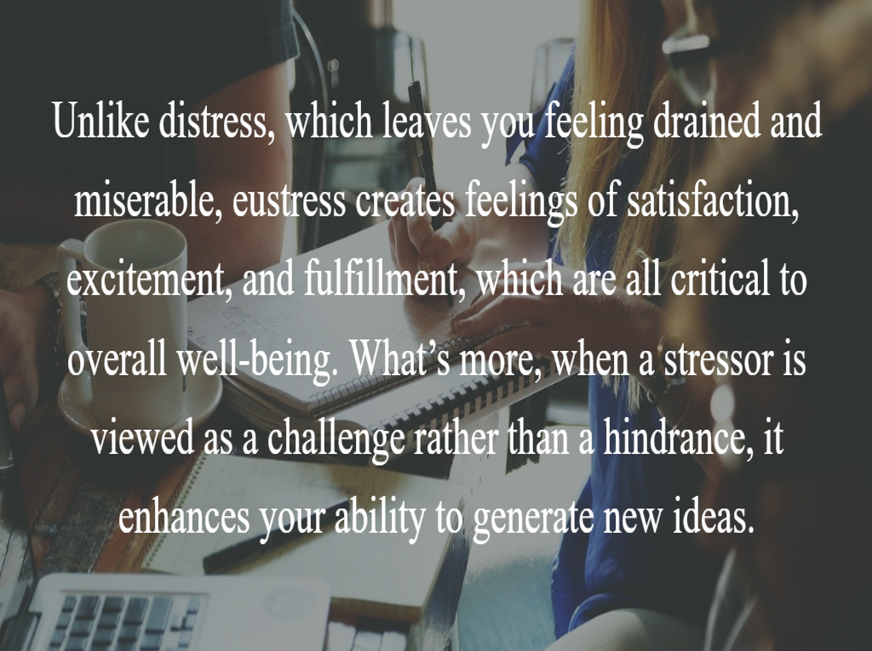 Unlike distress, which leaves you feeling drained and
miserable, eustress creates feelings of satisfaction,
excitement, and fulfillment, which are all critical to
overall well-being. What’s more, when a stressor is
viewed as a challenge rather than a hindrance, it
enhances your ability to generate new ideas.